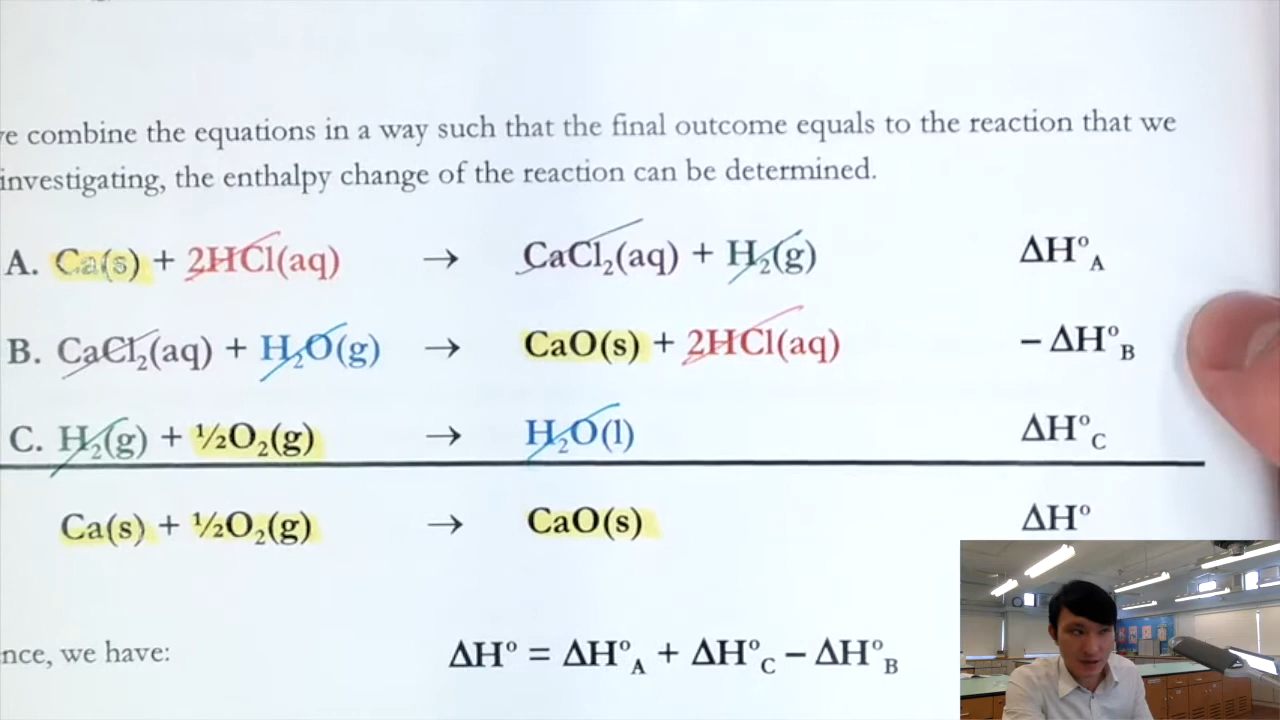 combine the equations in a way such that the final outcome equals to the reaction that we
investigating, the enthalpy change of the reaction can be determined.
A. Ca(s) + 2HCl(aq) → CaCl₂(aq) + H₂(g) ΔH°A
B. CaCl₂(aq) + H₂O(g) → CaO(s) + 2HCl(aq) – ΔH°B
C. H₂(g) + ½O₂(g) → H₂O(l) ΔH°C
Ca(s) + ½O₂(g) → CaO(s) ΔH°
nce, we have: ΔH° = ΔH°A + ΔH°C – ΔH°B